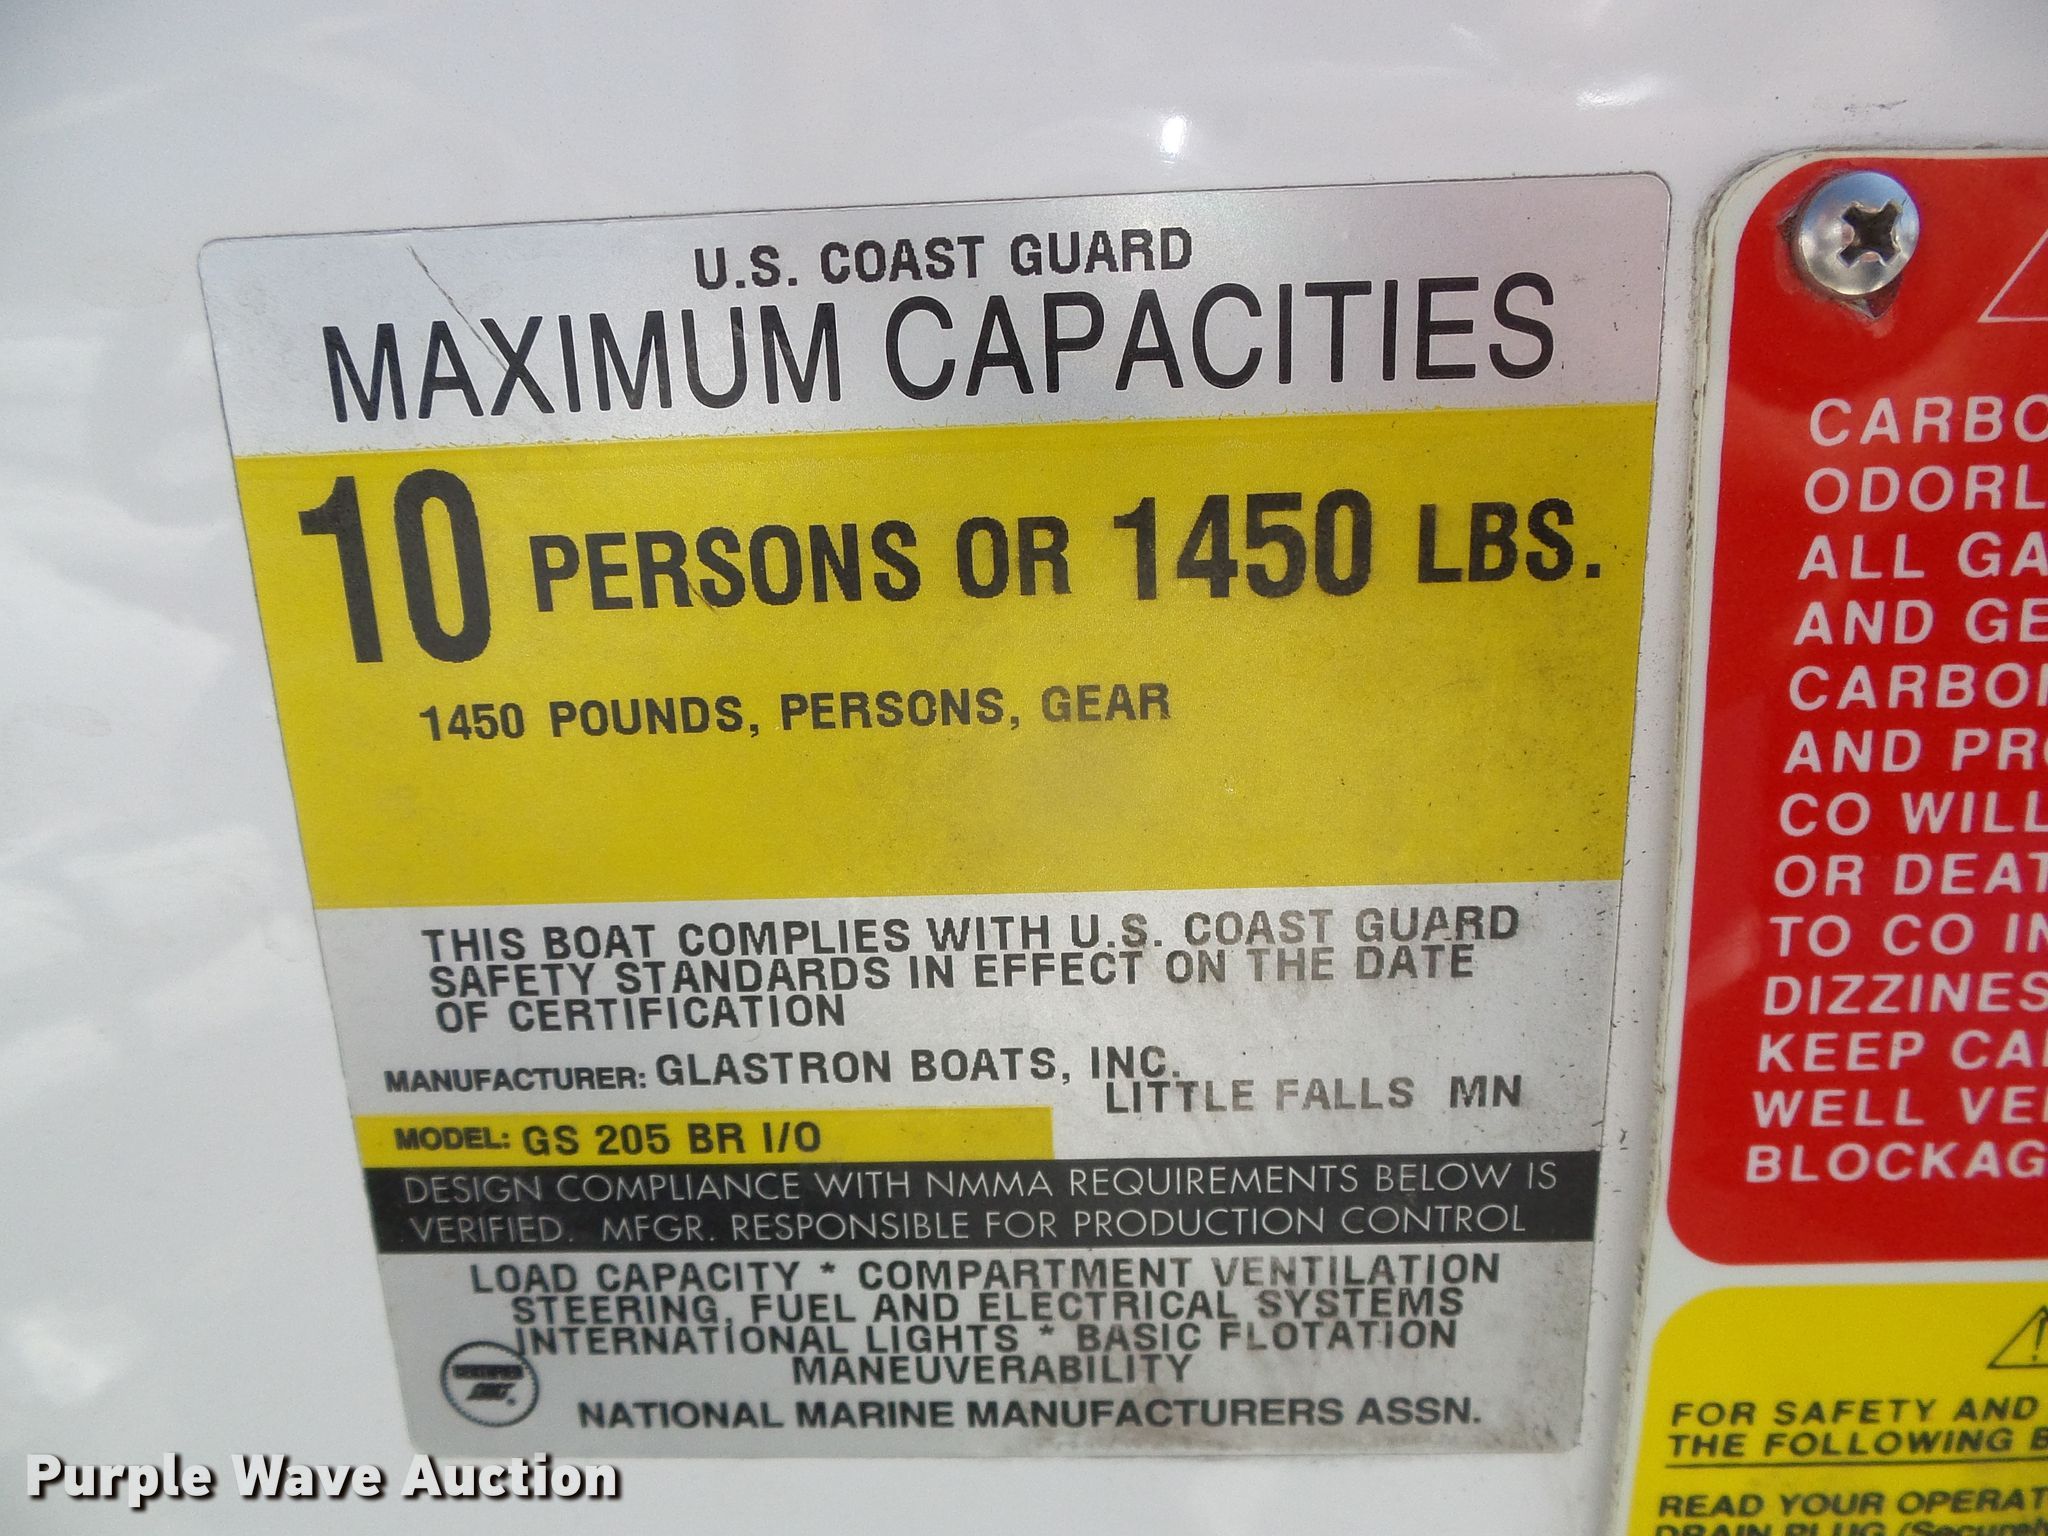 U.S. COAST GUARD
MAXIMUM CAPACITIES
10 PERSONS OR 1450 LBS.
1450 POUNDS, PERSONS, GEAR
THIS BOAT COMPLIES WITH U.S. COAST GUARD
SAFETY STANDARDS IN EFFECT ON THE DATE
OF CERTIFICATION
MANUFACTURER: GLASTRON BOATS, INC.
LITTLE FALLS MN
MODEL: GS 205 BR I/O
DESIGN COMPLIANCE WITH NMMA REQUIREMENTS BELOW IS
VERIFIED. MFGR. RESPONSIBLE FOR PRODUCTION CONTROL
LOAD CAPACITY * COMPARTMENT VENTILATION
STEERING, FUEL AND ELECTRICAL SYSTEMS
INTERNATIONAL LIGHTS * BASIC FLOTATION
MANEUVERABILITY
NATIONAL MARINE MANUFACTURERS ASSN.
CARBO
ODORL
ALL GA
AND GE
CARBO
AND PR
CO WILL
OR DEAT
TO CO IN
DIZZINES
KEEP CA
WELL VE
BLOCKAG
FOR SAFETY AND
THE FOLLOWING B
READ YOUR OPERAT
DRAIN PLUG
Purple Wave Auction